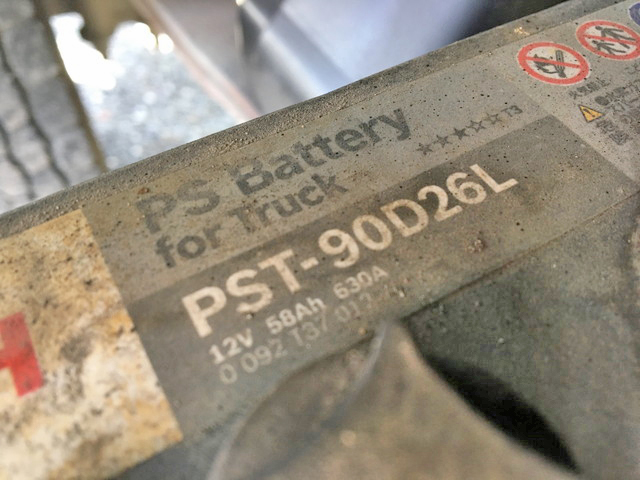 PS Battery
for Truck
PST-90D26L
12V 58Ah 630A
0 092 T37 012
H